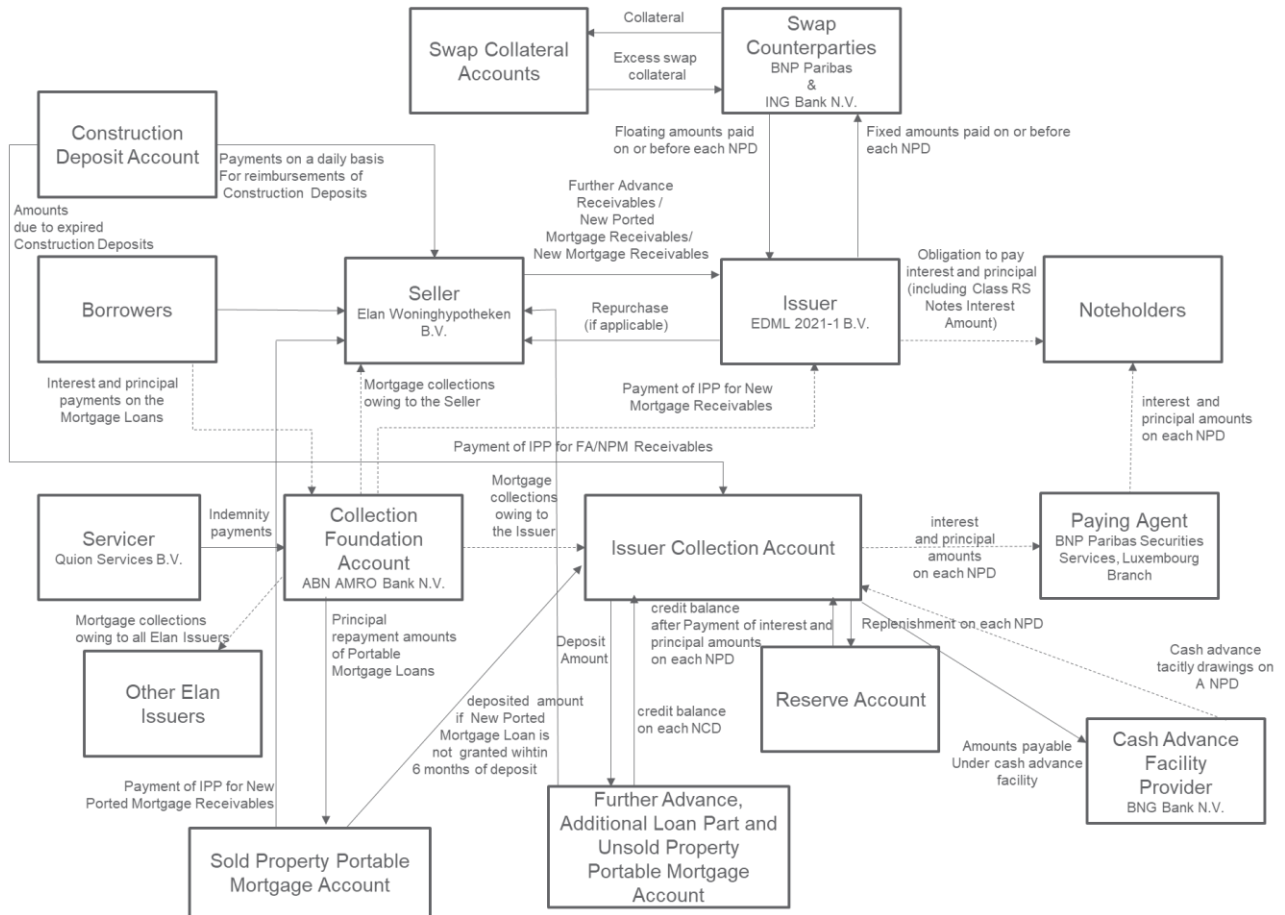 Collateral
Swap Collateral
Accounts
Excess swap
collateral
Swap
Counterparties
BNP Paribas
&
ING Bank N.V.
Construction
Deposit Account
Payments on a daily basis
For reimbursements of
Construction Deposits
Floating amounts paid
on or before each NPD
Fixed amounts paid on or before
each NPD
Amounts
due to expired
Construction Deposits
Further Advance
Receivables /
New Ported
Mortgage Receivables/
New Mortgage Receivables
Borrowers
Seller
Elan Woninghypotheken
B.V.
Repurchase
(if applicable)
Issuer
EDML 2021-1 B.V.
Obligation to pay
interest and principal
(including Class RS
Notes Interest
Amount)
Noteholders
Interest and principal
payments on the
Mortgage Loans
Mortgage collections
owing to the Seller
Payment of IPP for New
Mortgage Receivables
interest and
principal amounts
on each NPD
Payment of IPP for FA/NPM Receivables
Servicer
Quion Services B.V.
Indemnity
payments
Collection
Foundation
Account
ABN AMRO Bank N.V.
Mortgage
collections
owing to
the Issuer
Issuer Collection Account
interest
and principal
amounts
on each NPD
Paying Agent
BNP Paribas Securities
Services, Luxembourg
Branch
Mortgage collections
owing to all Elan Issuers
Other Elan
Issuers
Principal
repayment amounts
of Portable
Mortgage Loans
Deposit
Amount
credit balance
after Payment of interest and
principal amounts
on each NPD
Replenishment on each NPD
Reserve Account
Cash advance
tacitly drawings on
A NPD
deposited amount
if New Ported
Mortgage Loan is
not granted whtin
6 months of deposit
credit balance
on each NCD
Amounts payable
Under cash advance
facility
Cash Advance
Facility
Provider
BNG Bank N.V.
Payment of IPP for New
Ported Mortgage Receivables
Sold Property Portable
Mortgage Account
Further Advance,
Additional Loan Part and
Unsold Property
Portable Mortgage
Account